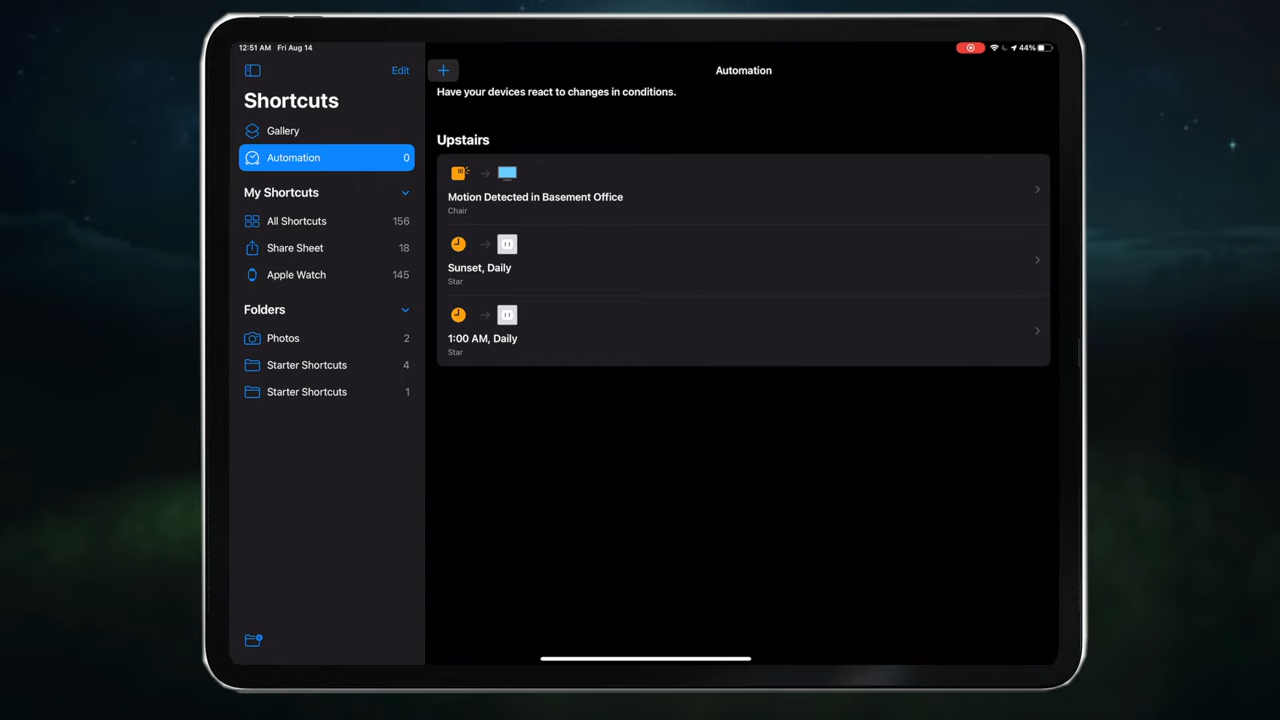 12:51 AM Fri Aug 14
44%
Edit
Shortcuts
Gallery
Automation 0
My Shortcuts
All Shortcuts 156
Share Sheet 18
Apple Watch 145
Folders
Photos 2
Starter Shortcuts 4
Starter Shortcuts 1
Automation
Have your devices react to changes in conditions.
Upstairs
Motion Detected in Basement Office
Chair
Sunset, Daily
Star
1:00 AM, Daily
Star